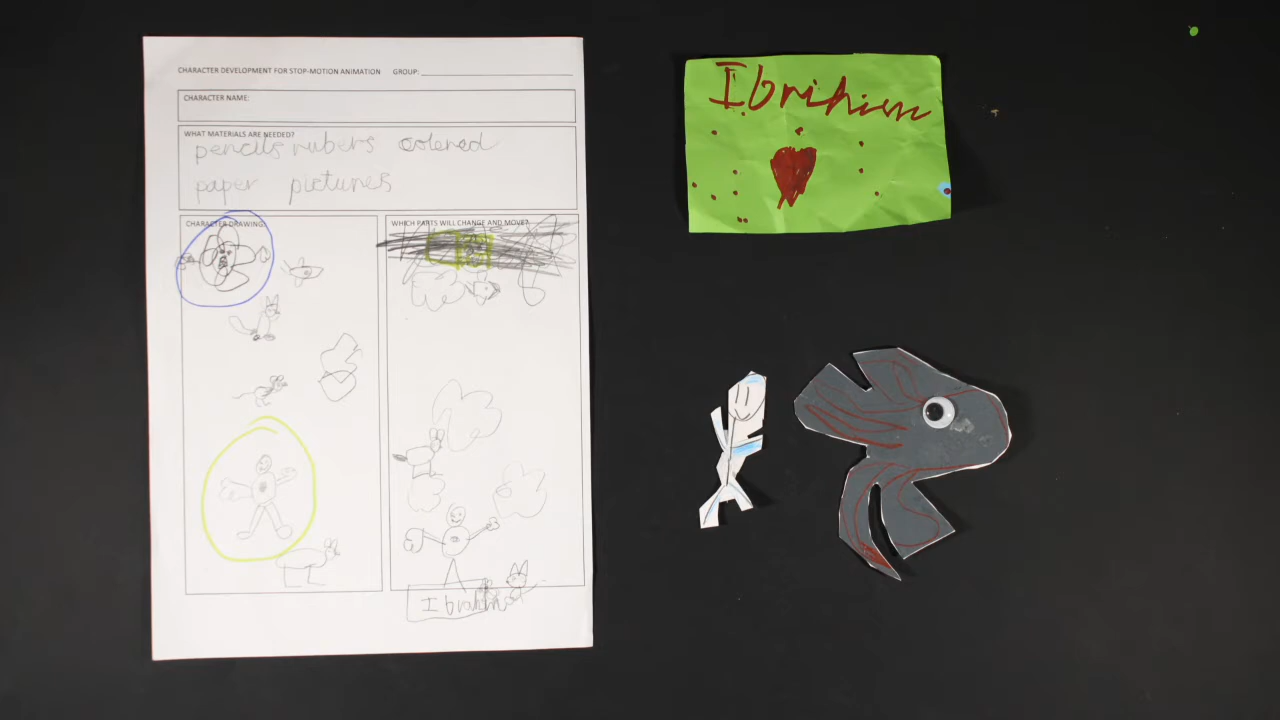 CHARACTER DEVELOPMENT FOR STOP-MOTION ANIMATION GROUP:
CHARACTER NAME:
WHAT MATERIALS ARE NEEDED?
pencils rubers colered
paper pictures
CHARACTER DRAWING:
WHICH PARTS WILL CHANGE AND MOVE?
Ibrahim
Ibrihim